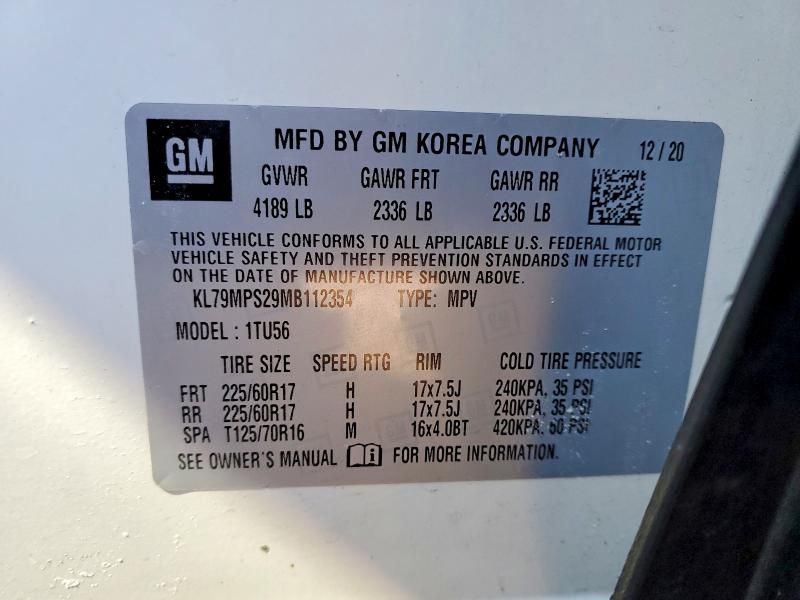 GM MFD BY GM KOREA COMPANY 12/20
GVWR GAWR FRT GAWR RR
4189 LB 2336 LB 2336 LB
THIS VEHICLE CONFORMS TO ALL APPLICABLE U.S. FEDERAL MOTOR
VEHICLE SAFETY AND THEFT PREVENTION STANDARDS IN EFFECT
ON THE DATE OF MANUFACTURE SHOWN ABOVE.
KL79MPS29MB112354 TYPE: MPV
MODEL : 1TU56
TIRE SIZE SPEED RTG RIM COLD TIRE PRESSURE
FRT 225/60R17 H 17x7.5J 240KPA, 35 PSI
RR 225/60R17 H 17x7.5J 240KPA, 35 PSI
SPA T125/70R16 M 16x4.0BT 420KPA, 60 PSI
SEE OWNER'S MANUAL FOR MORE INFORMATION.